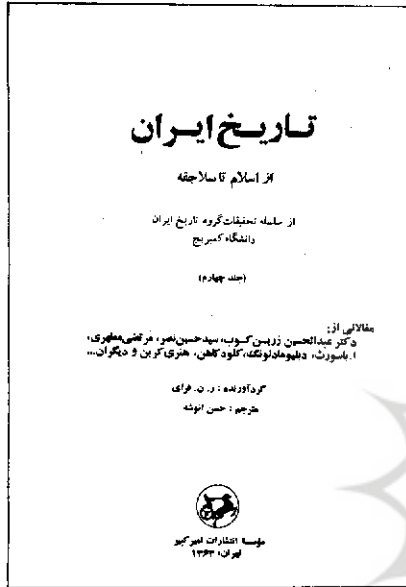 تاریخ ایران
از اسلام تا سلاجقه
از سلسله تحقیقات گروه تاریخ ایران
دانشگاه کمبریج
(جلد چهارم)
مقالاتی از:
دکتر عبدالحسین زرین‌کوب، سیدحسین نصر، مرتضی مطهری،
ا. باسورث، دبلیو مادلونگ، کلود کاهن، هنری کربن و دیگران...
گردآورنده: ر. ن. فرای
مترجم: حسن انوشه
مؤسسه انتشارات امیرکبیر
تهران، ۱۳۶۳